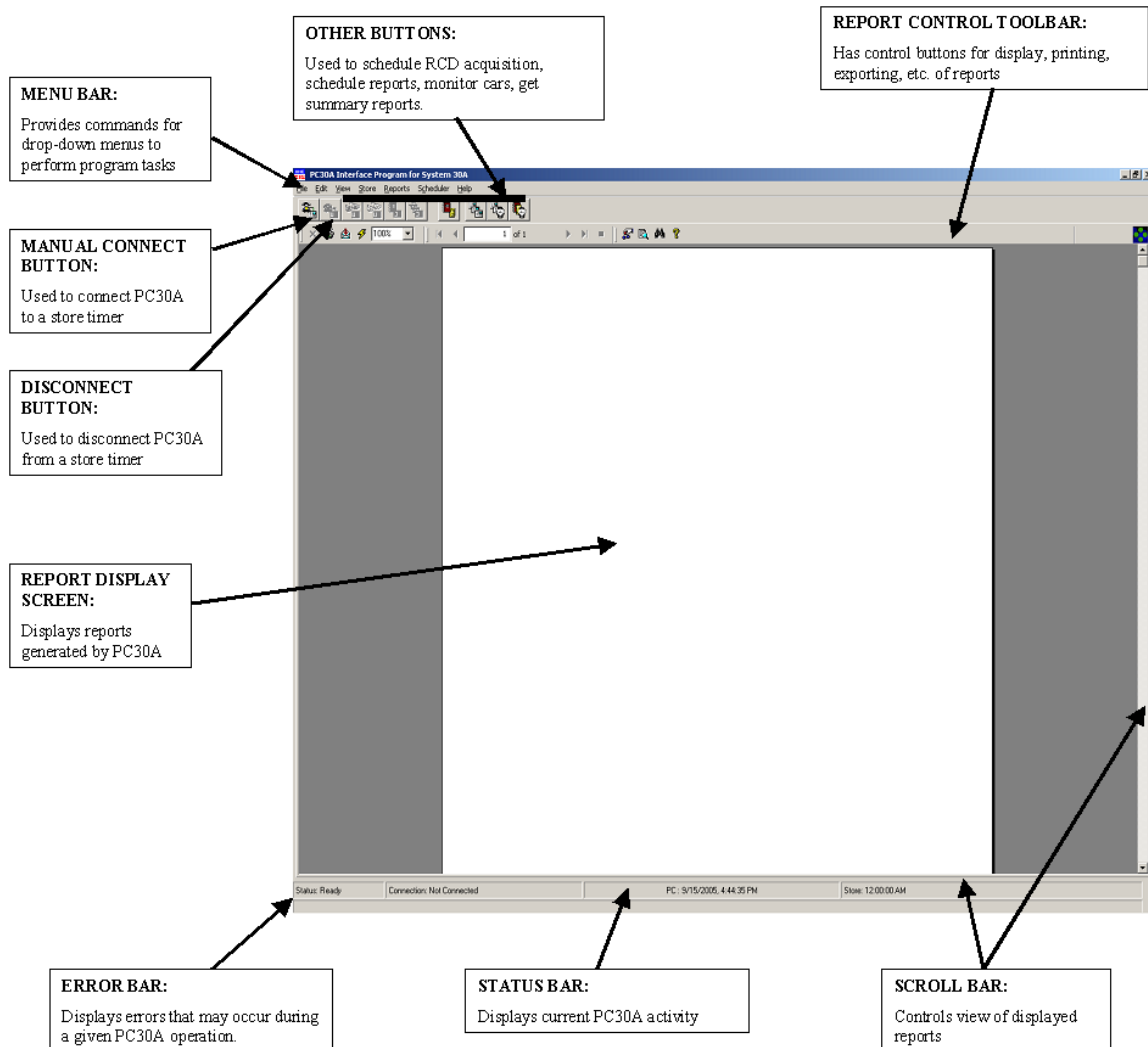 OTHER BUTTONS:
Used to schedule RCD acquisition,
schedule reports, monitor cars, get
summary reports.
REPORT CONTROL TOOLBAR:
Has control buttons for display, printing,
exporting, etc. of reports
MENU BAR:
Provides commands for
drop-down menus to
perform program tasks
PC30A Interface Program for System 30A
File Edit View Store Reports Scheduler Help
100%
1 of 1
MANUAL CONNECT
BUTTON:
Used to connect PC30A
to a store timer
DISCONNECT
BUTTON:
Used to disconnect PC30A
from a store timer
REPORT DISPLAY
SCREEN:
Displays reports
generated by PC30A
Status: Ready
Connection: Not Connected
PC : 9/15/2005, 4:44:35 PM
Store: 12:00:00 AM
ERROR BAR:
Displays errors that may occur during
a given PC30A operation.
STATUS BAR:
Displays current PC30A activity
SCROLL BAR:
Controls view of displayed
reports